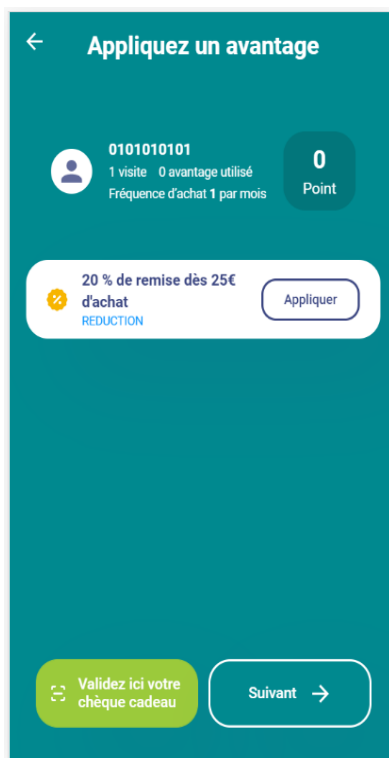 Appliquez un avantage
0101010101
1 visite 0 avantage utilisé
Fréquence d'achat 1 par mois
0
Point
20 % de remise dès 25€
d'achat
REDUCTION
Appliquer
Validez ici votre
chèque cadeau
Suivant